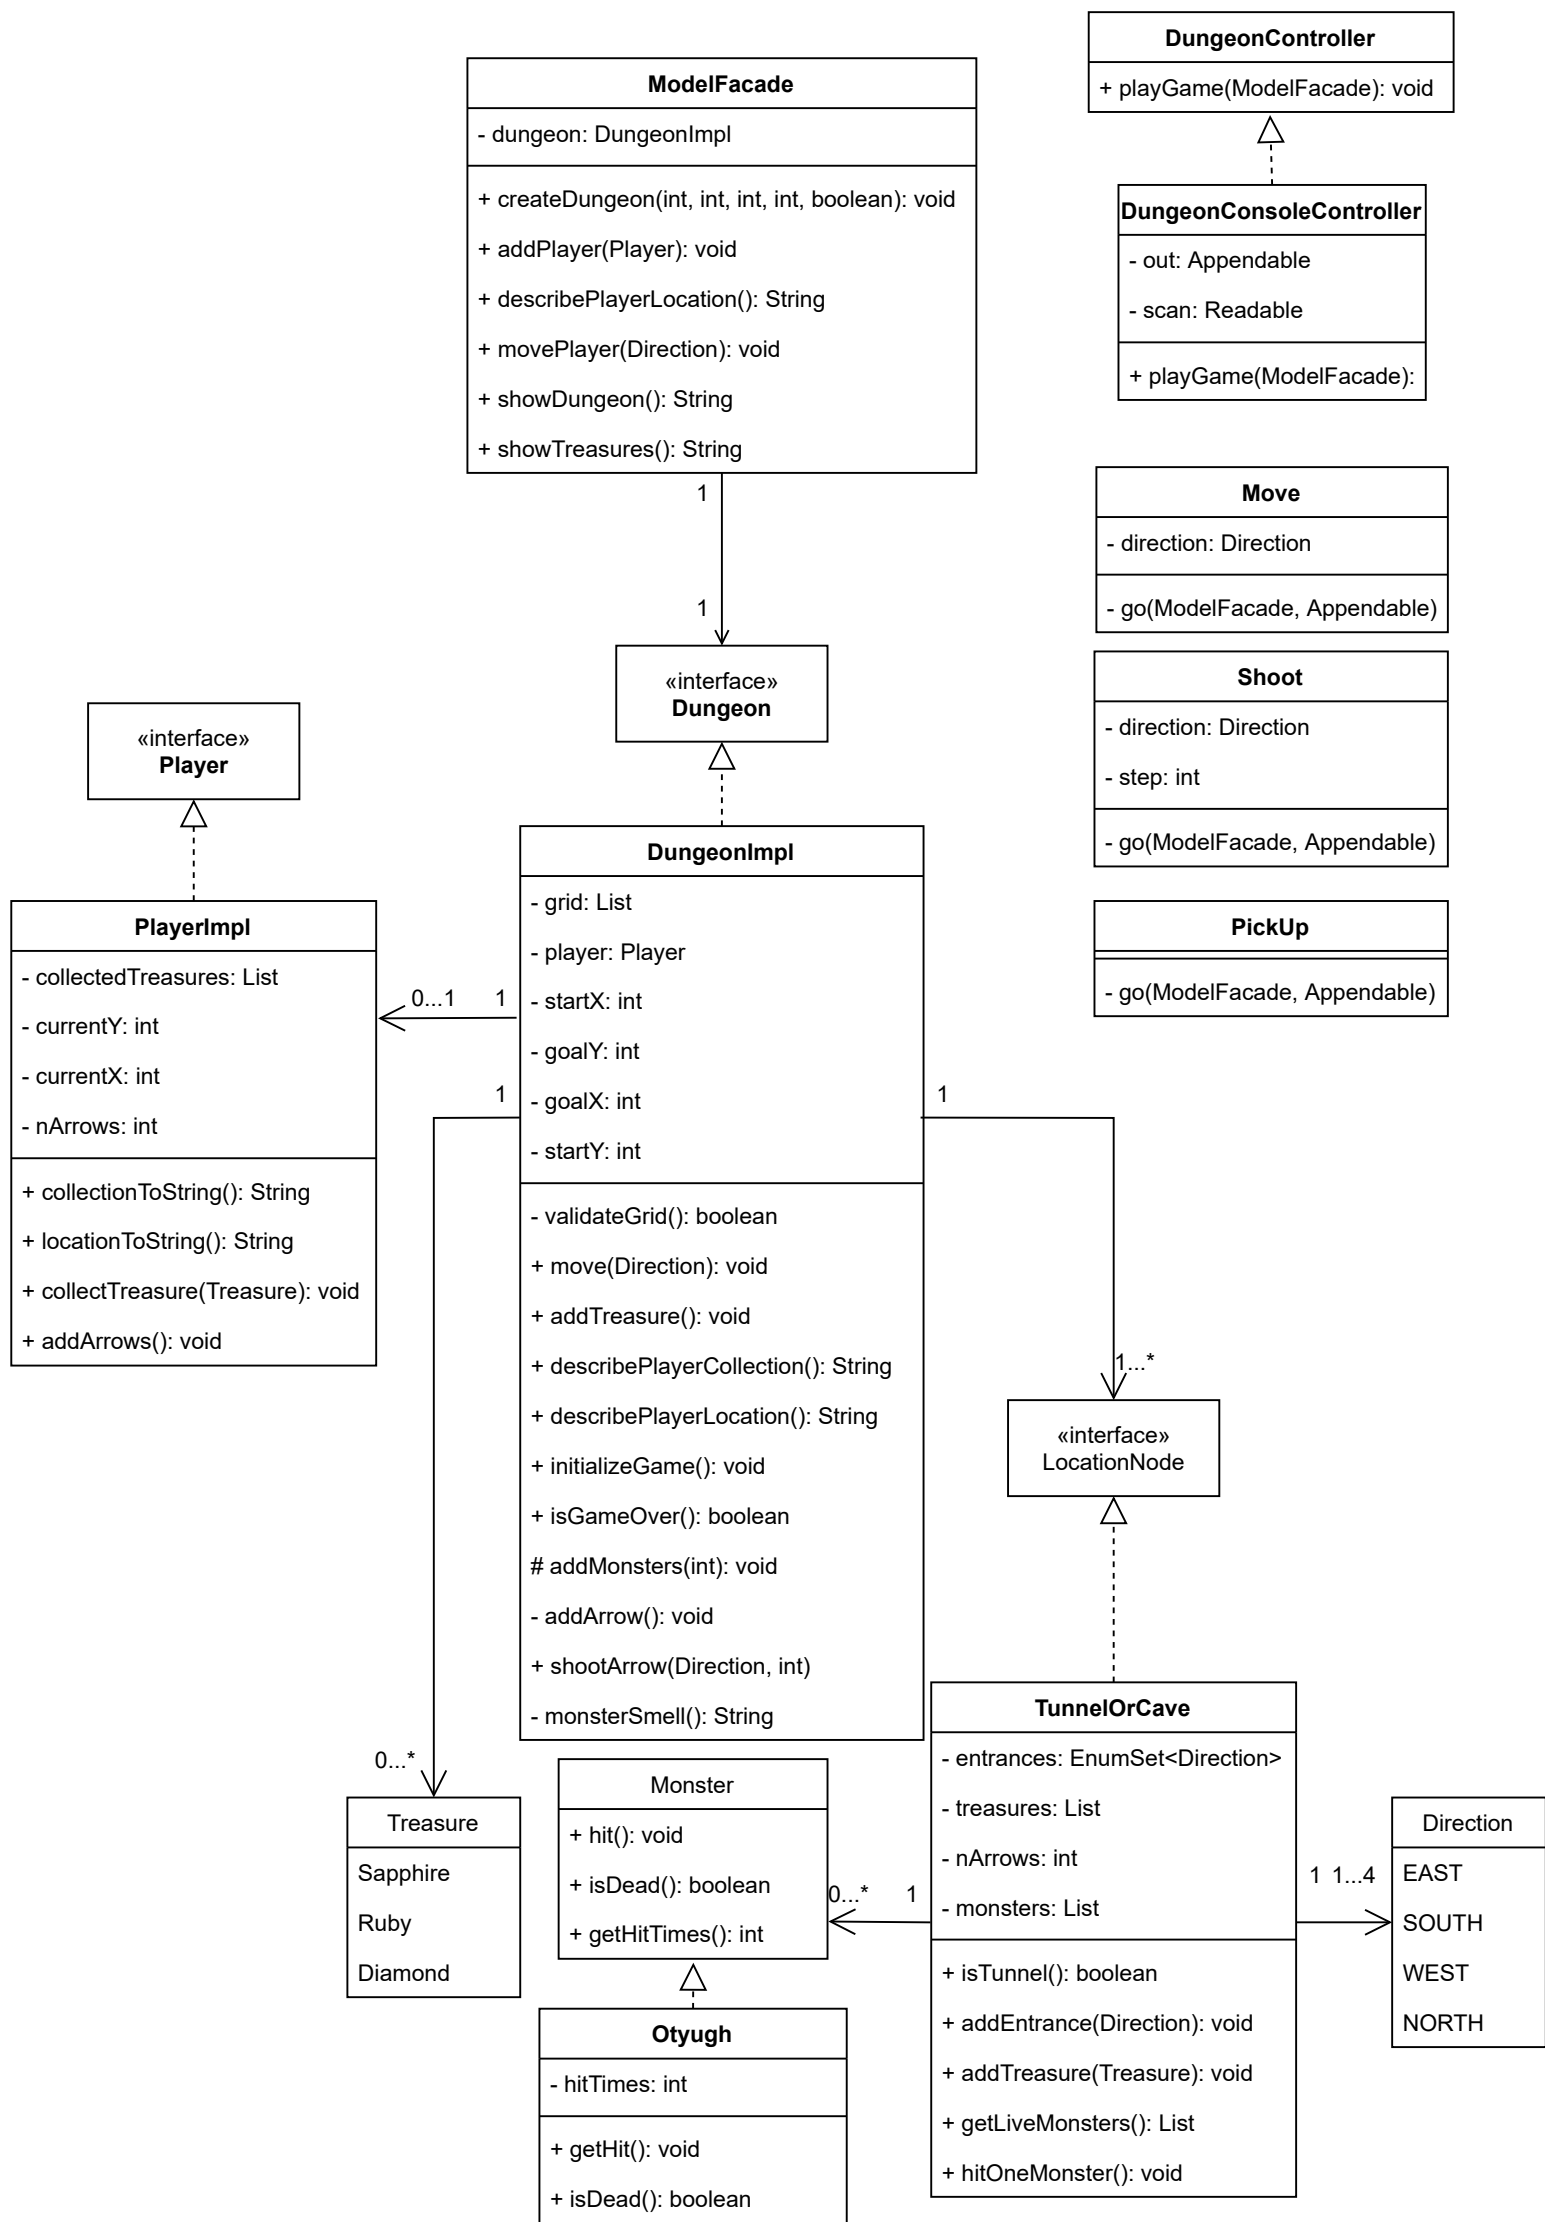 DungeonController
+ playGame(ModelFacade): void
ModelFacade
- dungeon: DungeonImpl
+ createDungeon(int, int, int, int, boolean): void
+ addPlayer(Player): void
+ describePlayerLocation(): String
+ movePlayer(Direction): void
+ showDungeon(): String
+ showTreasures(): String
DungeonConsoleController
- out: Appendable
- scan: Readable
+ playGame(ModelFacade):
Move
- direction: Direction
- go(ModelFacade, Appendable)
1
1
Shoot
- direction: Direction
- step: int
- go(ModelFacade, Appendable)
«interface»
Dungeon
«interface»
Player
PickUp
- go(ModelFacade, Appendable)
PlayerImpl
- collectedTreasures: List
- currentY: int
- currentX: int
- nArrows: int
+ collectionToString(): String
+ locationToString(): String
+ collectTreasure(Treasure): void
+ addArrows(): void
0...1
1
DungeonImpl
- grid: List
- player: Player
- startX: int
- goalY: int
- goalX: int
- startY: int
- validateGrid(): boolean
+ move(Direction): void
+ addTreasure(): void
+ describePlayerCollection(): String
+ describePlayerLocation(): String
+ initializeGame(): void
+ isGameOver(): boolean
# addMonsters(int): void
- addArrow(): void
+ shootArrow(Direction, int)
- monsterSmell(): String
1
1
1...*
«interface»
LocationNode
0...*
Treasure
Sapphire
Ruby
Diamond
Monster
+ hit(): void
+ isDead(): boolean
+ getHitTimes(): int
0...*
1
TunnelOrCave
- entrances: EnumSet<Direction>
- treasures: List
- nArrows: int
- monsters: List
+ isTunnel(): boolean
+ addEntrance(Direction): void
+ addTreasure(Treasure): void
+ getLiveMonsters(): List
+ hitOneMonster(): void
1
1...4
Direction
EAST
SOUTH
WEST
NORTH
Otyugh
- hitTimes: int
+ getHit(): void
+ isDead(): boolean